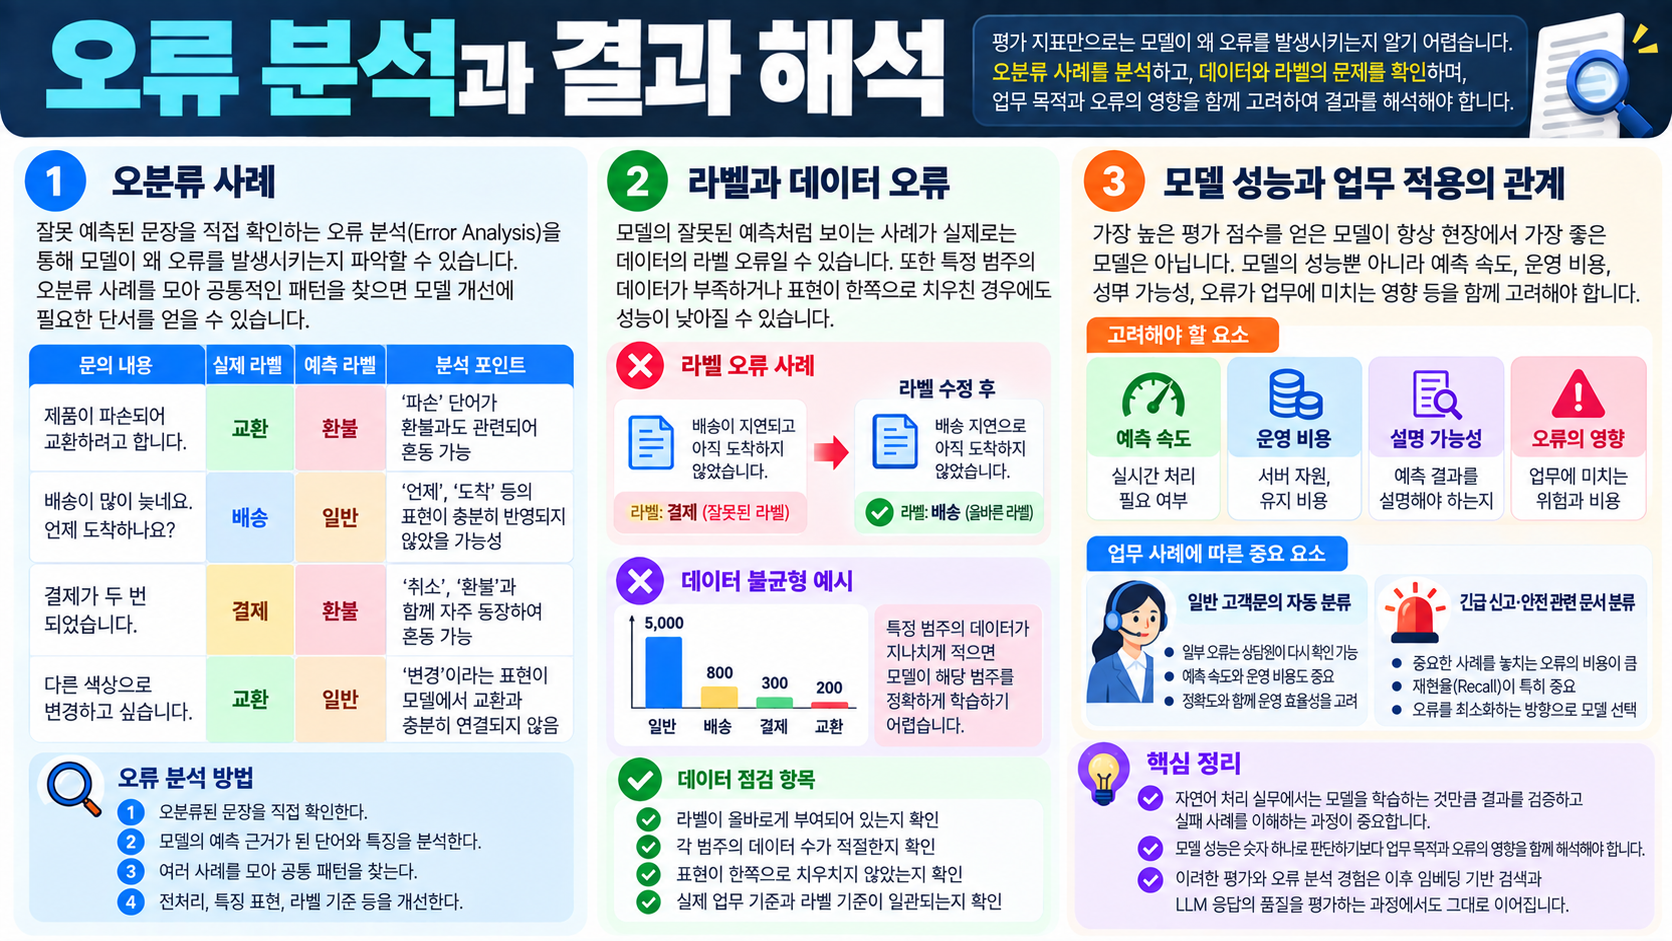 오류 분석과 결과 해석
평가 지표만으로는 모델이 왜 오류를 발생시키는지 알기 어렵습니다.
오분류 사례를 분석하고, 데이터와 라벨의 문제를 확인하며,
업무 목적과 오류의 영향을 함께 고려하여 결과를 해석해야 합니다.
1 오분류 사례
잘못 예측된 문장을 직접 확인하는 오류 분석(Error Analysis)을
통해 모델이 왜 오류를 발생시키는지 파악할 수 있습니다.
오분류 사례를 모아 공통적인 패턴을 찾으면 모델 개선에
필요한 단서를 얻을 수 있습니다.
문의 내용 실제 라벨 예측 라벨 분석 포인트
제품이 파손되어
교환하려고 합니다.
교환
환불
‘파손’ 단어가
환불과도 관련되어
혼동 가능
배송이 많이 늦네요.
언제 도착하나요?
배송
일반
‘언제’, ‘도착’ 등의
표현이 충분히 반영되지
않았을 가능성
결제가 두 번
되었습니다.
결제
환불
‘취소’, ‘환불’과
함께 자주 동장하여
혼동 가능
다른 색상으로
변경하고 싶습니다.
교환
일반
‘변경’이라는 표현이
모델에서 교환과
충분히 연결되지 않음
오류 분석 방법
1 오분류된 문장을 직접 확인한다.
2 모델의 예측 근거가 된 단어와 특징을 분석한다.
3 여러 사례를 모아 공통 패턴을 찾는다.
4 전처리, 특징 표현, 라벨 기준 등을 개선한다.
2 라벨과 데이터 오류
모델의 잘못된 예측처럼 보이는 사례가 실제로는
데이터의 라벨 오류일 수 있습니다. 또한 특정 범주의
데이터가 부족하거나 표현이 한쪽으로 치우친 경우에도
성능이 낮아질 수 있습니다.
라벨 오류 사례
배송이 지연되고
아직 도착하지
않았습니다.
라벨: 결제 (잘못된 라벨)
라벨 수정 후
배송 지연으로
아직 도착하지
않았습니다.
라벨: 배송 (올바른 라벨)
데이터 불균형 예시
5,000
800
300
200
일반 배송 결제 교환
특정 범주의 데이터가
지나치게 적으면
모델이 해당 범주를
정확하게 학습하기
어렵습니다.
데이터 점검 항목
라벨이 올바로게 부여되어 있는지 확인
각 범주의 데이터 수가 적절한지 확인
표현이 한쪽으로 치우치지 않았는지 확인
실제 업무 기준과 라벨 기준이 일관되는지 확인
3 모델 성능과 업무 적용의 관계
가장 높은 평가 점수를 얻은 모델이 항상 현장에서 가장 좋은
모델은 아닙니다. 모델의 성능뿐 아니라 예측 속도, 운영 비용,
가능성, 오류가 업무에 미치는 영향 등을 함께 고려해야 합니다.
고려해야 할 요소
예측 속도
실시간 처리
필요 여부
운영 비용
서버 자원,
유지 비용
설명 가능성
예측 결과를
설명해야 하는지
오류의 영향
업무에 미치는
위험과 비용
업무 사례에 따른 중요 요소
일반 고객문의 자동 분류
일부 오류는 상담원이 다시 확인 가능
예측 속도와 운영 비용도 중요
정확도와 함께 운영 효율성을 고려
긴급 신고·안전 관련 문서 분류
중요한 사례를 놓치는 오류의 비용이 큼
재현율(Recall)이 특히 중요
오류를 최소화하는 방향으로 모델 선택
핵심 정리
자연어 처리 실무에서는 모델을 학습하는 것만큼 결과를 검증하고
실패 사례를 이해하는 과정이 중요합니다.
모델 성능은 숫자 하나로 판단하기보다 업무 목적과 오류의 영향을 함께 해석해야 합니다.
이러한 평가와 오류 분석 경험은 이후 임베딩 기반 검색과
LLM 응답의 품질을 평가하는 과정에서도 그대로 이어집니다.